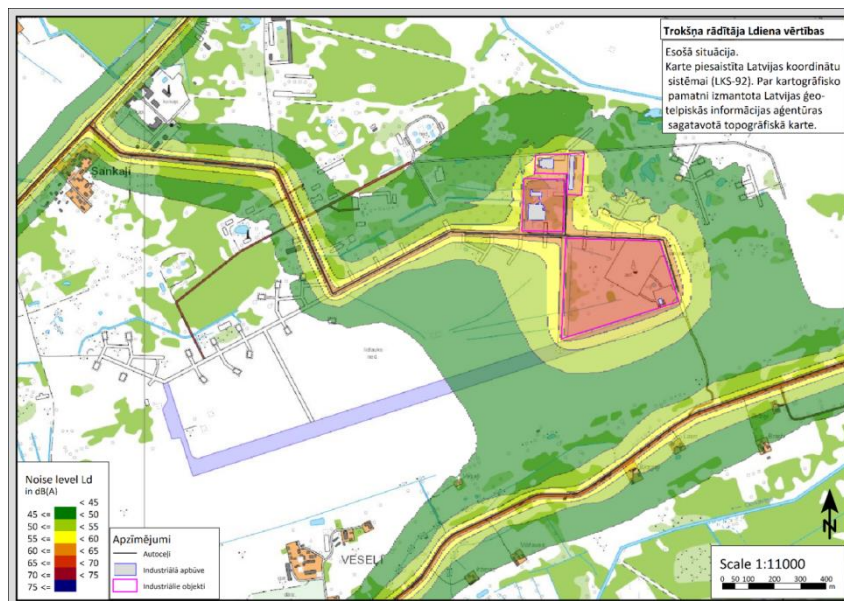 Trokšņa rādītāja Ldiena vērtības
Esošā situācija.
Karte piesaistīta Latvijas koordinātu
sistēmai (LKS-92). Par kartogrāfisko
pamatni izmantota Latvijas ģeo-
telpiskās informācijas aģentūras
sagatavotā topogrāfiskā karte.
Sankaļi
VESEĻI
Noise level Ld
in dB(A)
< 45
45 <= < 50
50 <= < 55
55 <= < 60
60 <= < 65
65 <= < 70
70 <= < 75
75 <=
Apzīmējumi
Autoceļi
Industriālā apbūve
Industriālie objekti
N
Scale 1:11000
0 50 100 200 300 400
m